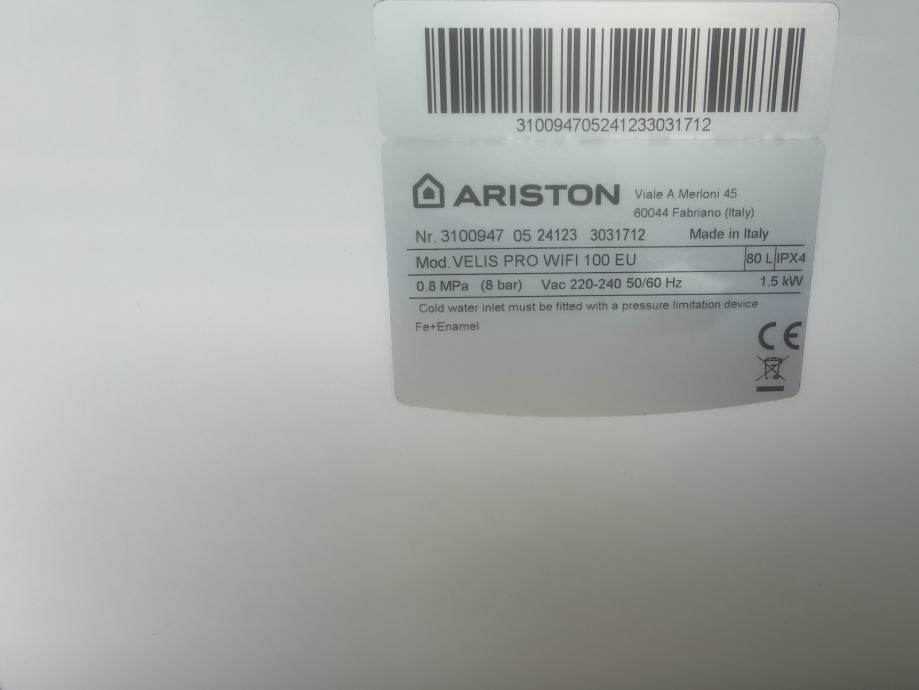 310094705241233031712
ARISTON
Viale A Merloni 45
60044 Fabriano (Italy)
Nr. 3100947 05 24123 3031712 Made in Italy
Mod. VELIS PRO WIFI 100 EU 80 L IPX4
0.8 MPa (8 bar) Vac 220-240 50/60 Hz 1.5 kW
Cold water inlet must be fitted with a pressure limitation device
Fe+Enamel
CE